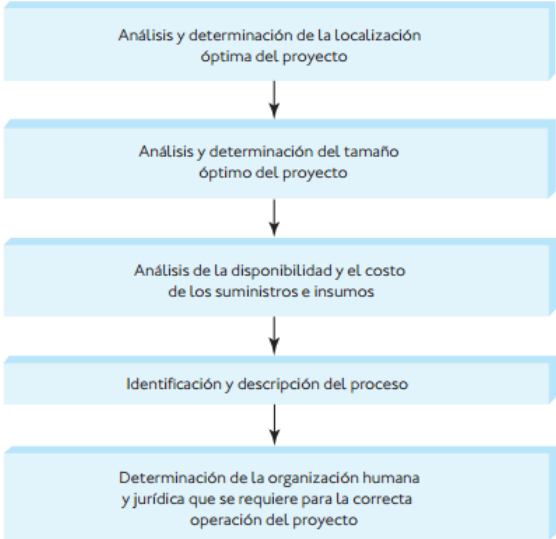 Análisis y determinación de la localización
óptima del proyecto
Análisis y determinación del tamaño
óptimo del proyecto
Análisis de la disponibilidad y el costo
de los suministros e insumos
Identificación y descripción del proceso
Determinación de la organización humana
y jurídica que se requiere para la correcta
operación del proyecto